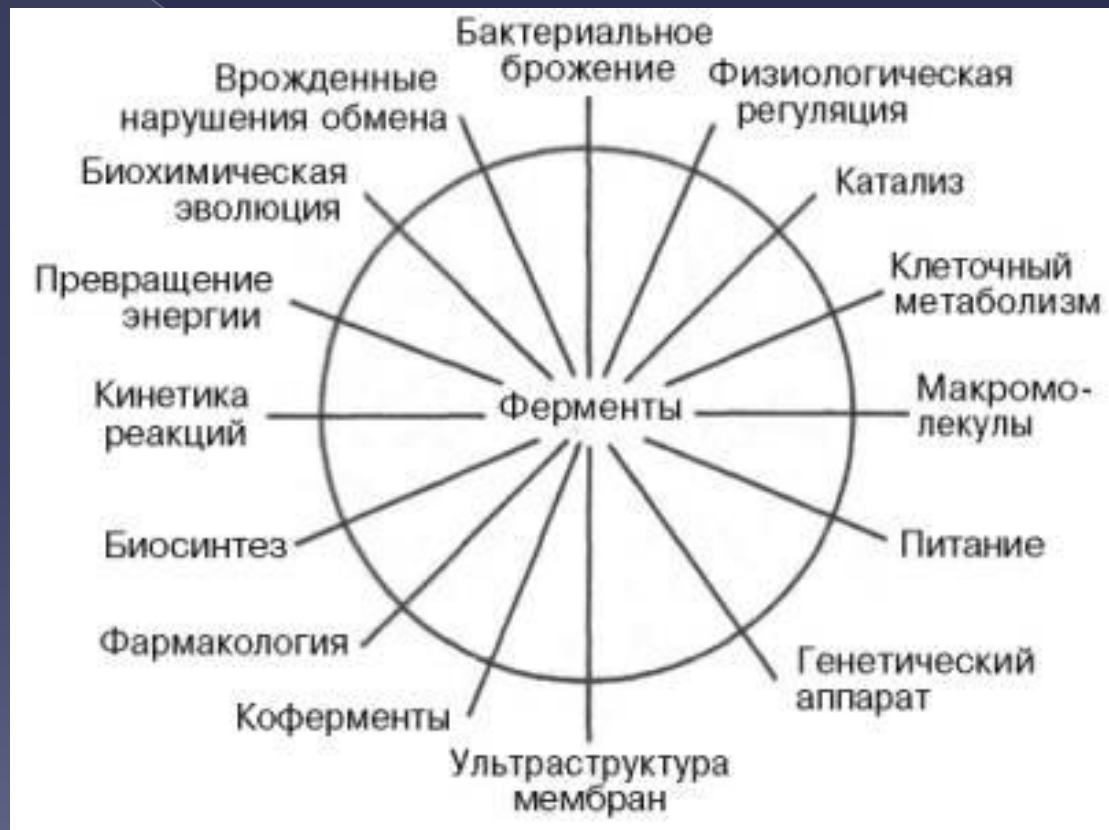 Бактериальное
брожение
Физиологическая
регуляция
Катализ
Клеточный
метаболизм
Макромо-
лекулы
Питание
Генетический
аппарат
Ультраструктура
мембран
Коферменты
Фармакология
Биосинтез
Кинетика
реакций
Превращение
энергии
Биохимическая
эволюция
Врожденные
нарушения обмена
Ферменты